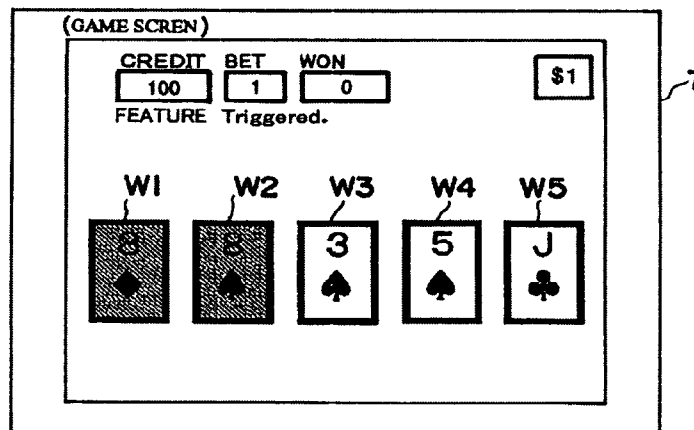 (GAME SCREN)
CREDIT BET WON
100 1 0 $1
FEATURE Triggered.
7
W1 W2 W3 W4 W5
8 8 3 5 J